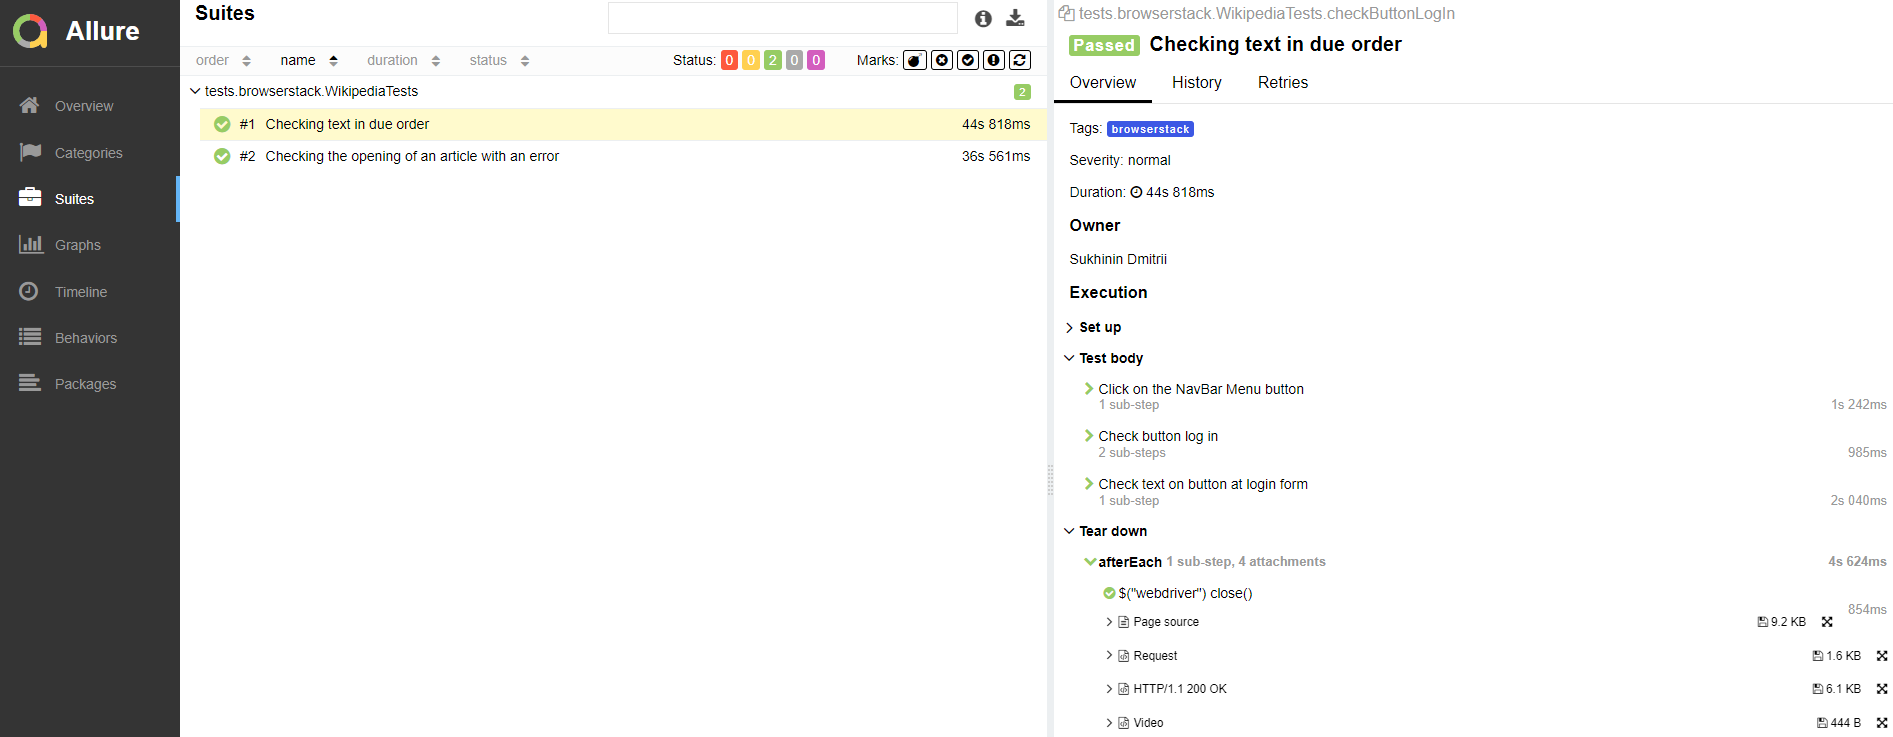 Allure
Overview
Categories
Suites
Graphs
Timeline
Behaviors
Packages
Suites
order name duration status Status: 0 0 2 0 0 Marks:
tests.browserstack.WikipediaTests 2
#1 Checking text in due order 44s 818ms
#2 Checking the opening of an article with an error 36s 561ms
tests.browserstack.WikipediaTests.checkButtonLogIn
Passed Checking text in due order
Overview History Retries
Tags: browserstack
Severity: normal
Duration: 44s 818ms
Owner
Sukhinin Dmitrii
Execution
Set up
Test body
Click on the NavBar Menu button
1 sub-step 1s 242ms
Check button log in
2 sub-steps 985ms
Check text on button at login form
1 sub-step 2s 040ms
Tear down
afterEach 1 sub-step, 4 attachments 4s 624ms
$("webdriver") close()
854ms
Page source 9.2 KB
Request 1.6 KB
HTTP/1.1 200 OK 6.1 KB
Video 444 B